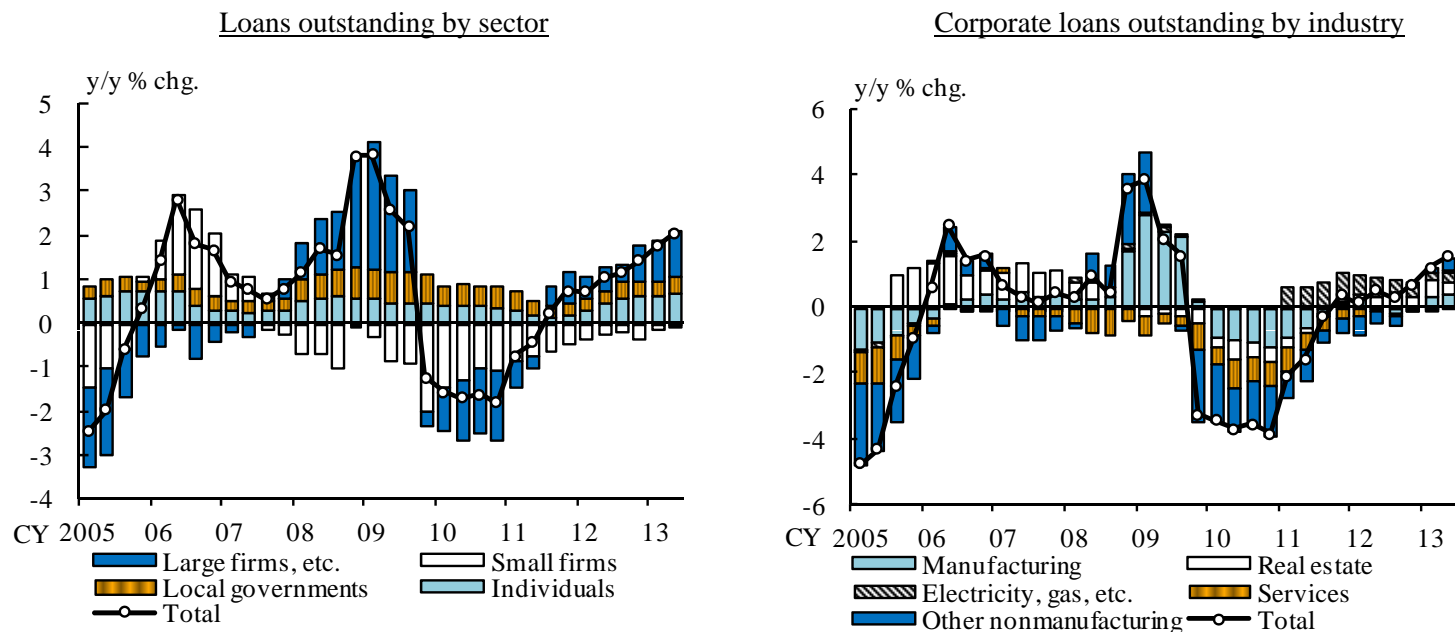 Loans outstanding by sector
y/y % chg.
5
4
3
2
1
0
-1
-2
-3
-4
CY 2005 06 07 08 09 10 11 12 13
Large firms, etc. Small firms
Local governments Individuals
Total
Corporate loans outstanding by industry
y/y % chg.
6
4
2
0
-2
-4
-6
CY 2005 06 07 08 09 10 11 12 13
Manufacturing Real estate
Electricity, gas, etc. Services
Other nonmanufacturing Total